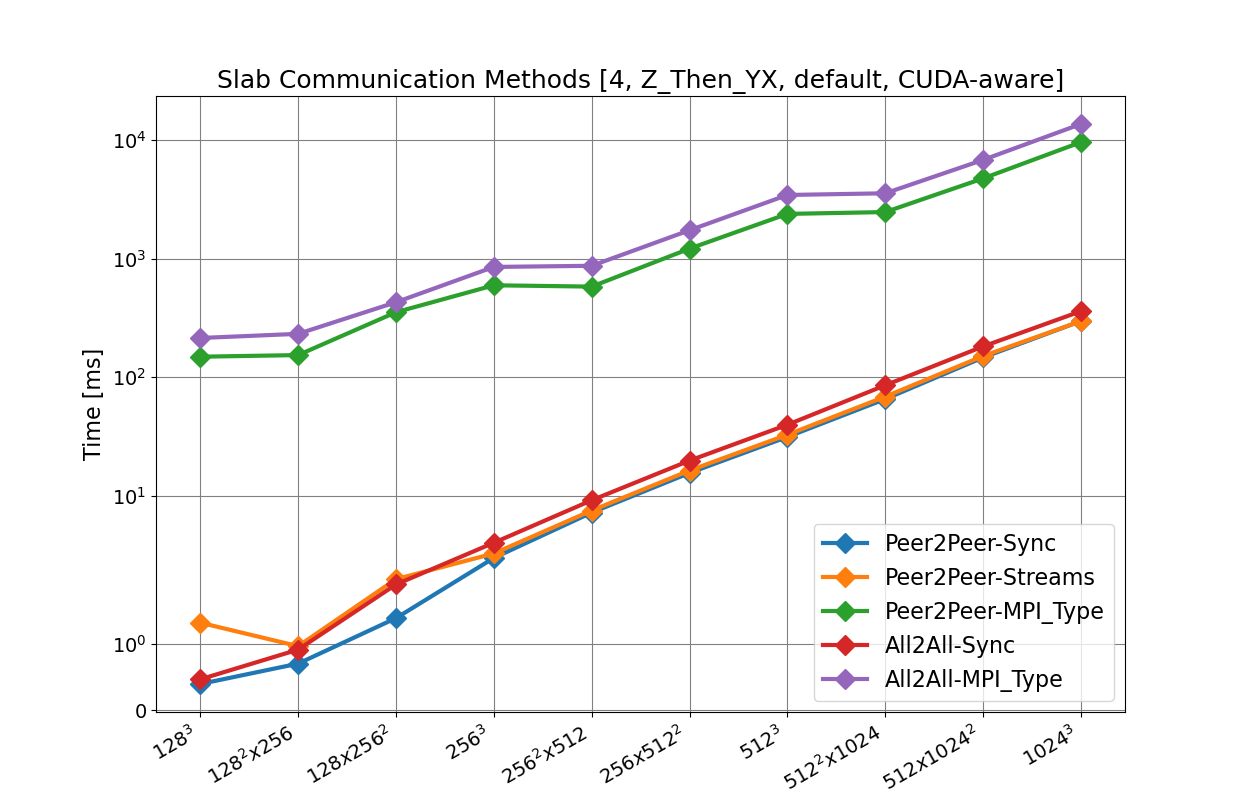 Slab Communication Methods [4, Z_Then_YX, default, CUDA-aware]
Time [ms]
10⁴
10³
10²
10¹
10⁰
0
Peer2Peer-Sync
Peer2Peer-Streams
Peer2Peer-MPI_Type
All2All-Sync
All2All-MPI_Type
128³
128²x256
128x256²
256³
256²x512
256x512²
512³
512²x1024
512x1024²
1024³